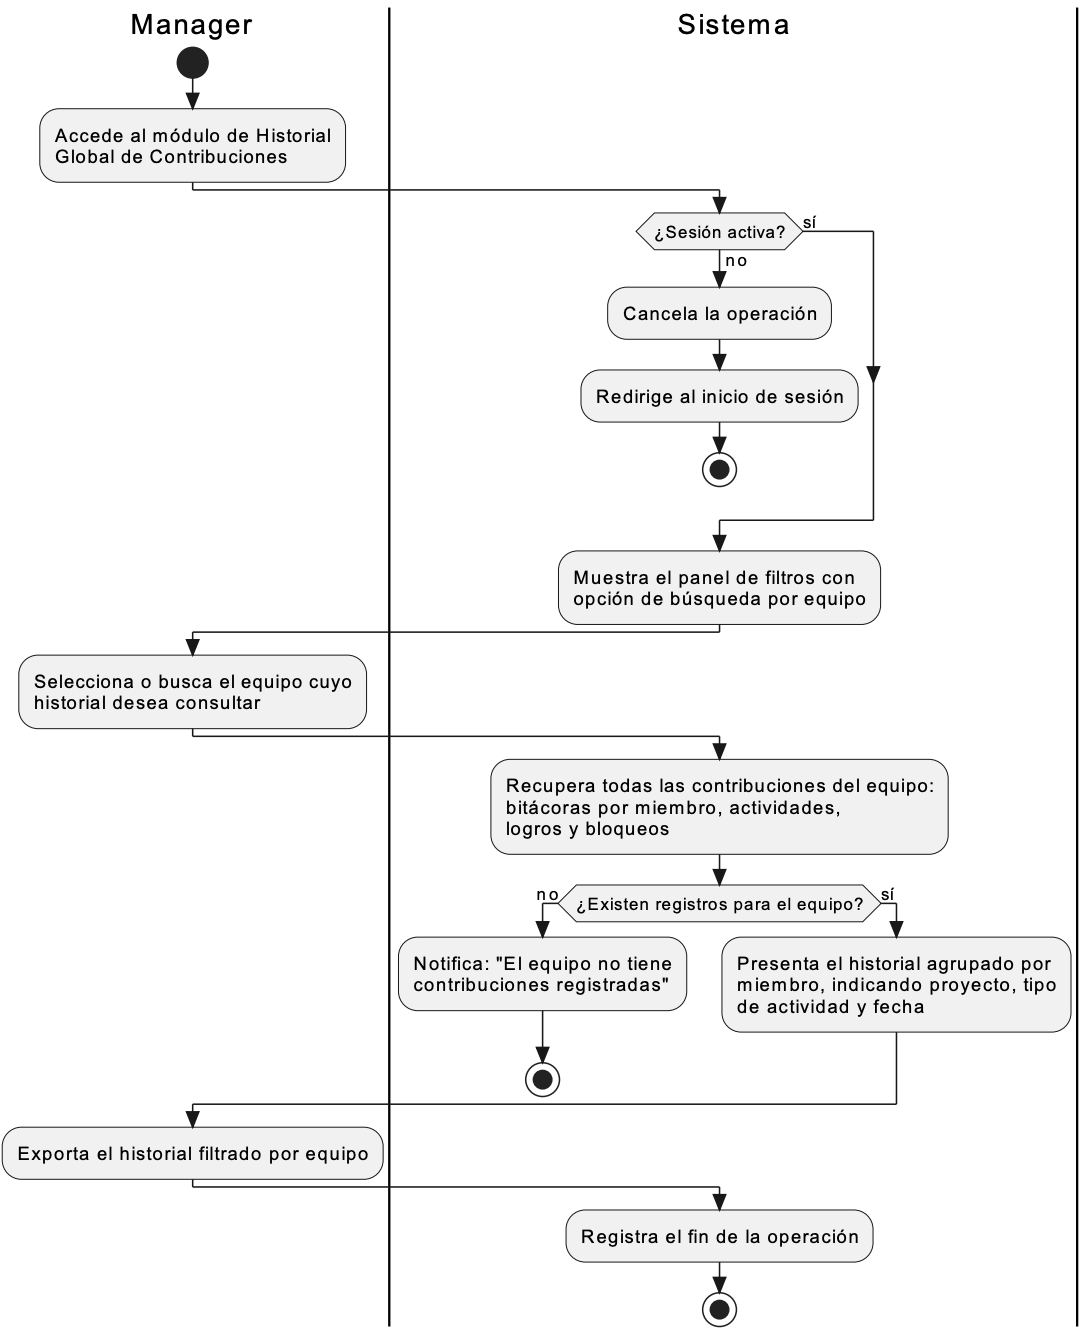 Manager
Sistema
Accede al módulo de Historial
Global de Contribuciones
¿Sesión activa?
sí
no
Cancela la operación
Redirige al inicio de sesión
Muestra el panel de filtros con
opción de búsqueda por equipo
Selecciona o busca el equipo cuyo
historial desea consultar
Recupera todas las contribuciones del equipo:
bitácoras por miembro, actividades,
logros y bloqueos
no
¿Existen registros para el equipo?
sí
Notifica: "El equipo no tiene
contribuciones registradas"
Presenta el historial agrupado por
miembro, indicando proyecto, tipo
de actividad y fecha
Exporta el historial filtrado por equipo
Registra el fin de la operación